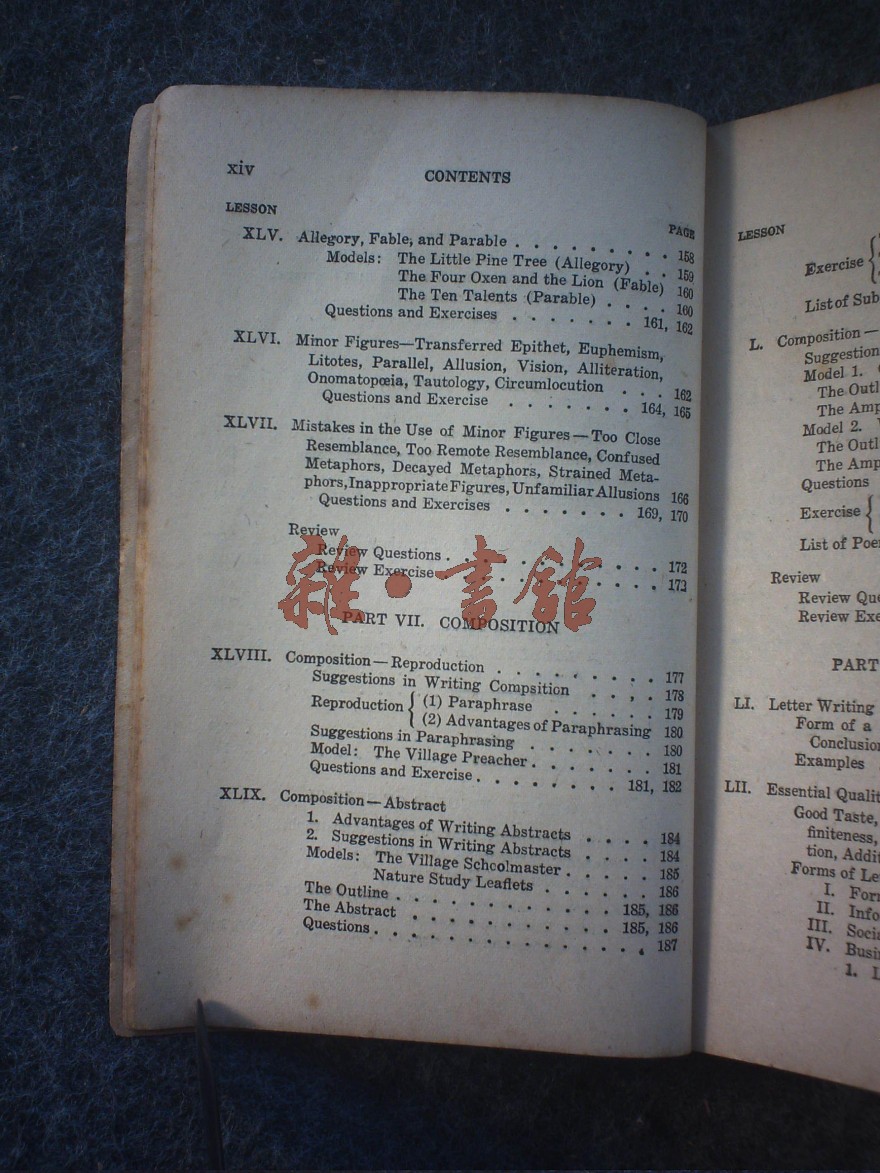 xiv
CONTENTS
LESSON
PAGE
XLV. Allegory, Fable, and Parable . . . . . . . . . 158
Models: The Little Pine Tree (Allegory) . . 159
The Four Oxen and the Lion (Fable) 160
The Ten Talents (Parable) . . . . 160
Questions and Exercises . . . . . . . 161, 162
XLVI. Minor Figures—Transferred Epithet, Euphemism,
Litotes, Parallel, Allusion, Vision, Alliteration,
Onomatopœia, Tautology, Circumlocution . . . 162
Questions and Exercise . . . . . . . 164, 165
XLVII. Mistakes in the Use of Minor Figures—Too Close
Resemblance, Too Remote Resemblance, Confused
Metaphors, Decayed Metaphors, Strained Meta-
phors, Inappropriate Figures, Unfamiliar Allusions 166
Questions and Exercises . . . . . . . 169, 170
Review
Review Questions . . . . . . . . . . . . 172
Review Exercise . . . . . . . . . . . . 173
雜·書館
PART VII. COMPOSITION
XLVIII. Composition—Reproduction . . . . . . . . . 177
Suggestions in Writing Compsition . . . . 178
Reproduction { (1) Paraphrase . . . . . . 179
(2) Advantages of Paraphrasing 180
Suggestions in Paraphrasing . . . . . . . 180
Model: The Village Preacher . . . . . . . 181
Questions and Exercise . . . . . . . . 181, 182
XLIX. Composition—Abstract
1. Advantages of Writing Abstracts . . . . 184
2. Suggestions in Writing Abstracts . . . . 184
Models: The Village Schoolmaster . . . . . 185
Nature Study Leaflets . . . . . . 186
The Outline . . . . . . . . . . . . 185, 186
The Abstract . . . . . . . . . . . 185, 186
Questions . . . . . . . . . . . . . . . 187
LESSON
Exercise {
List of Sub
L. Composition—
Suggestion
Model 1.
The Outl
The Amp
Model 2.
The Outl
The Amp
Questions
Exercise {
List of Poe
Review
Review Que
Review Exe
PART
LI. Letter Writing
Form of a
Conclusion
Examples
LII. Essential Qualit
Good Taste,
finiteness,
tion, Addi
Forms of Le
I. Form
II. Info
III. Socia
IV. Busin
1. L